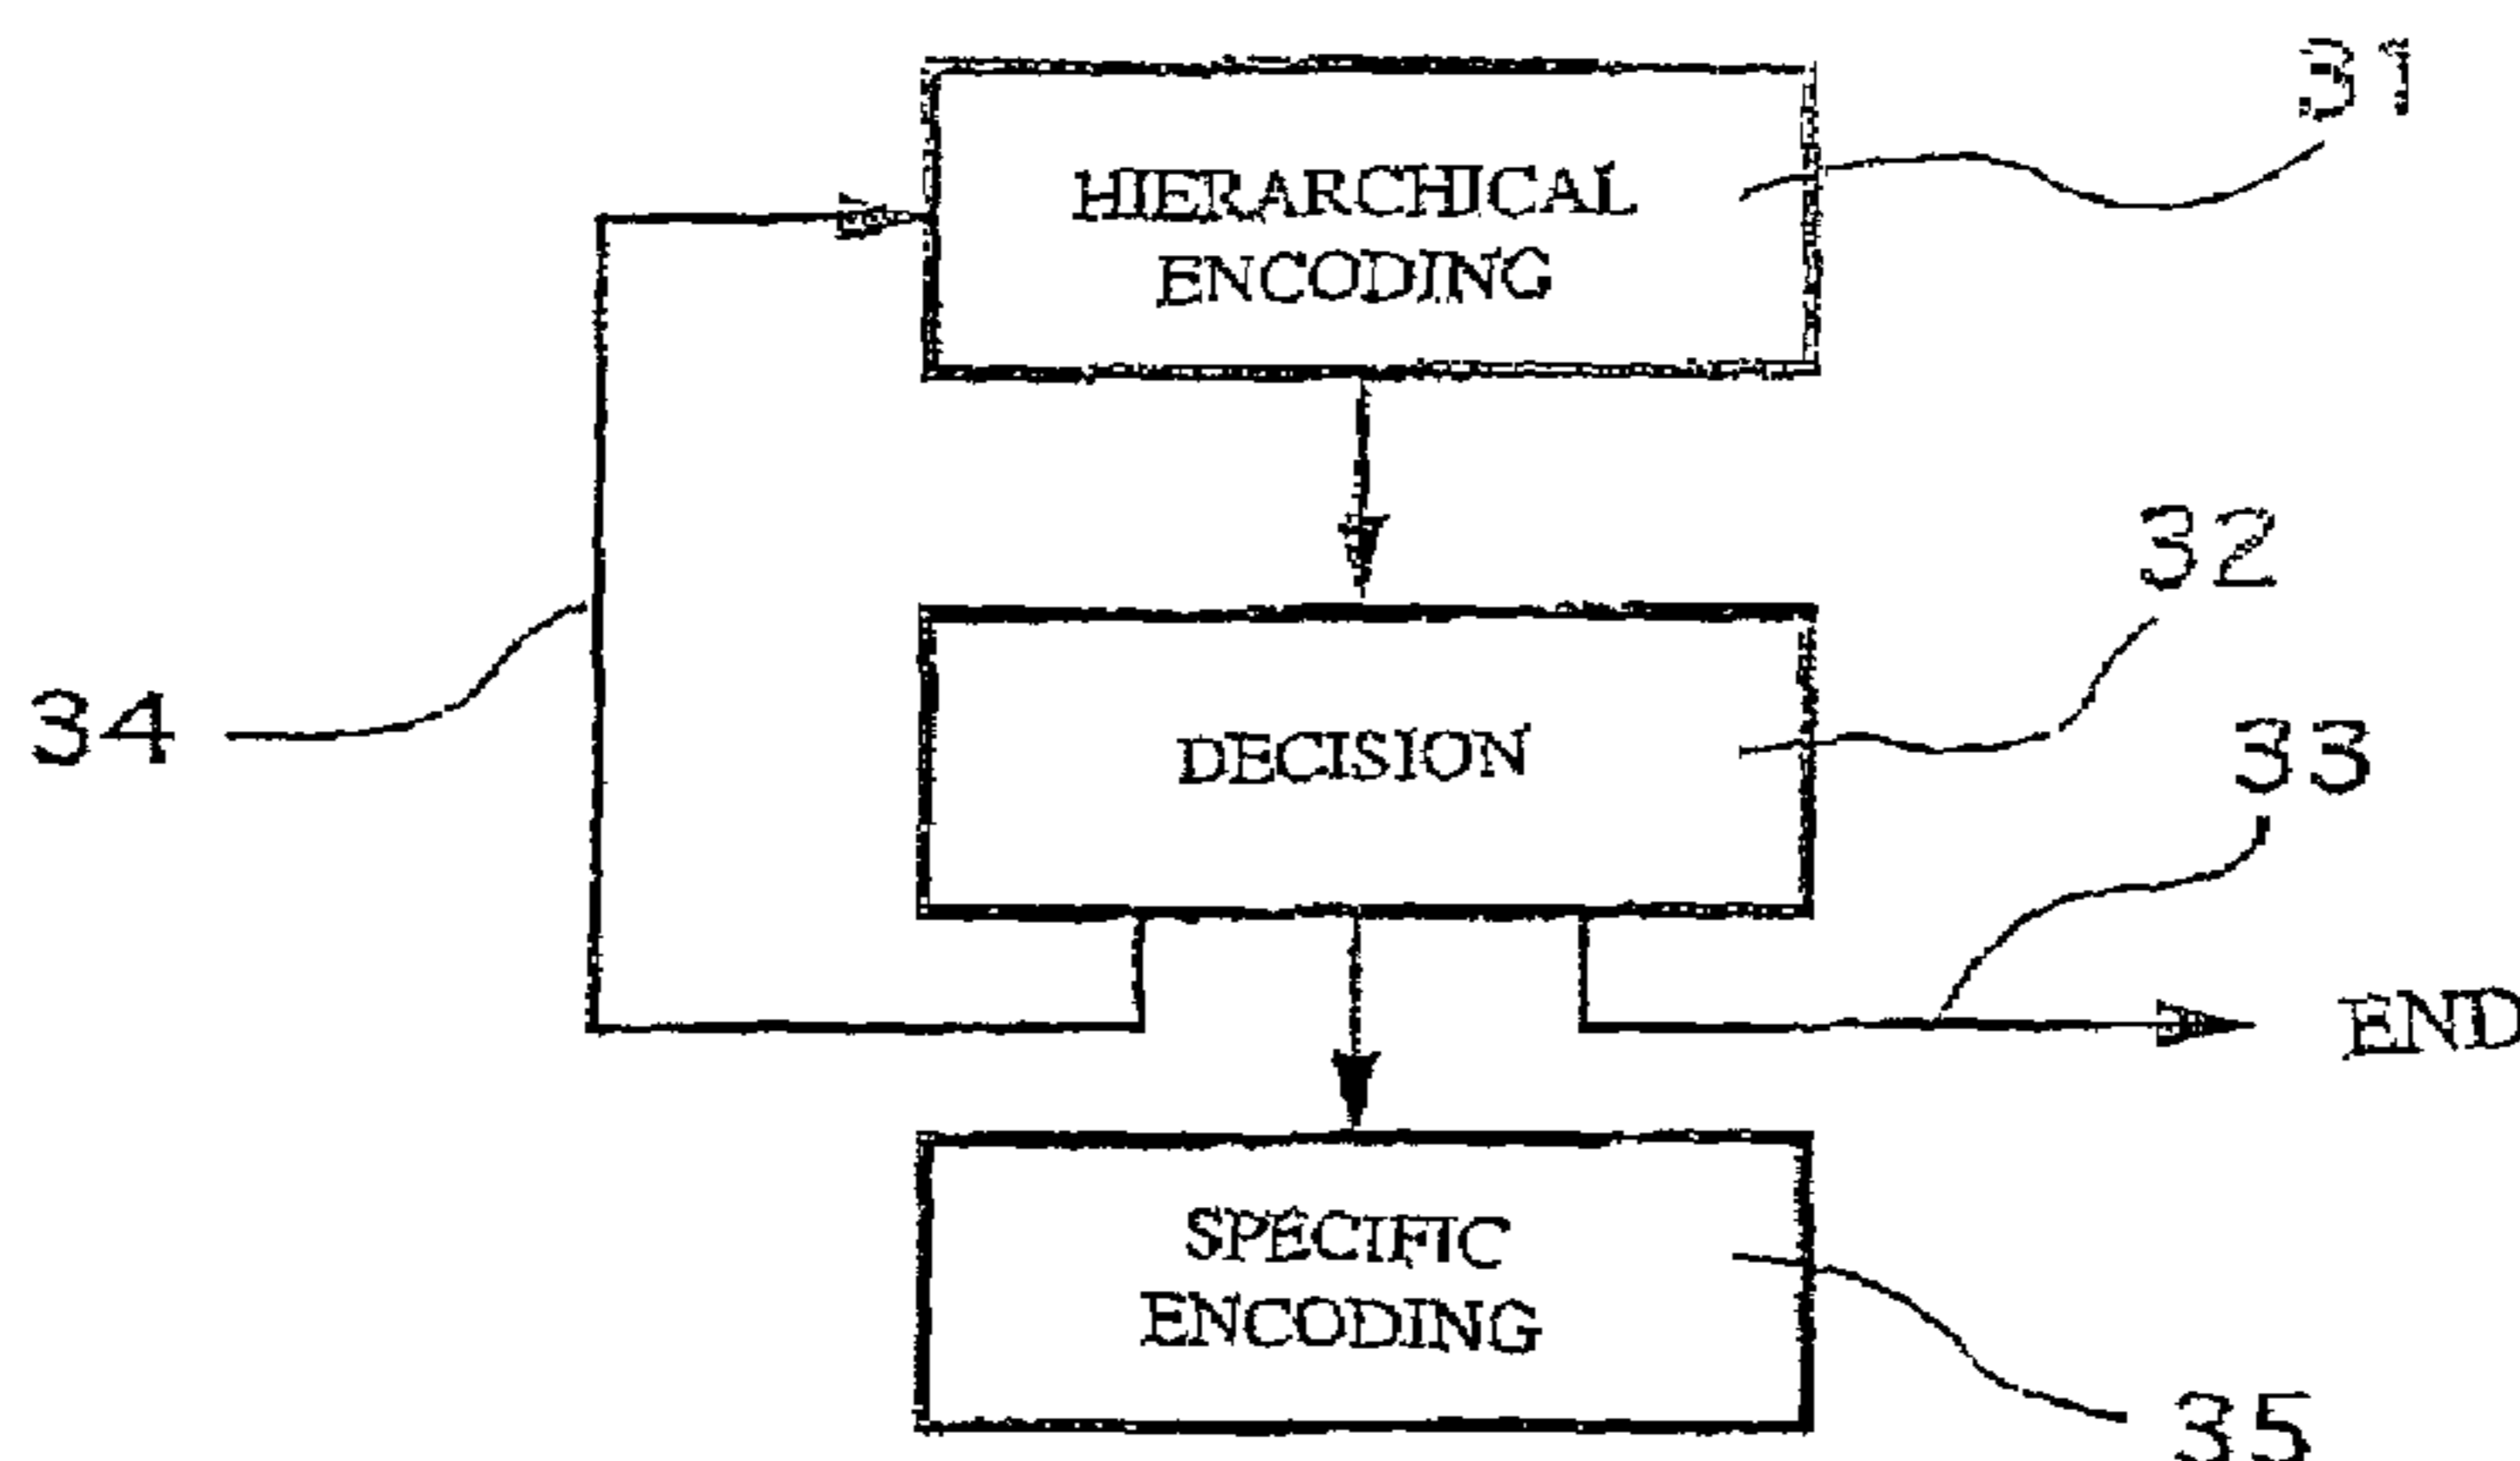 31
HIERARCHICAL
ENCODING
32
34
DECISION
33
END
SPECIFIC
ENCODING
35